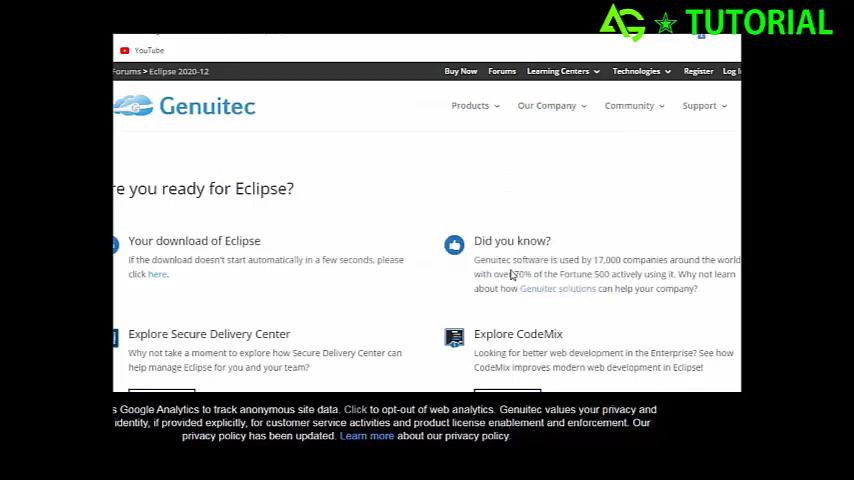 AG ★ TUTORIAL
YouTube
Forums > Eclipse 2020-12
Buy Now Forums Learning Centers Technologies Register Log
Genuitec
Products Our Company Community Support
re you ready for Eclipse?
Your download of Eclipse
If the download doesn't start automatically in a few seconds, please
click here.
Did you know?
Genuitec software is used by 17,000 companies around the world
with over 70% of the Fortune 500 actively using it. Why not learn
about how Genuitec solutions can help your company?
Explore Secure Delivery Center
Why not take a moment to explore how Secure Delivery Center can
help manage Eclipse for you and your team?
Explore CodeMix
Looking for better web development in the Enterprise? See how
CodeMix improves modern web development in Eclipse!
s Google Analytics to track anonymous site data. Click to opt-out of web analytics. Genuitec values your privacy and
identity, if provided explicitly, for customer service activities and product license enablement and enforcement. Our
privacy policy has been updated. Learn more about our privacy policy.